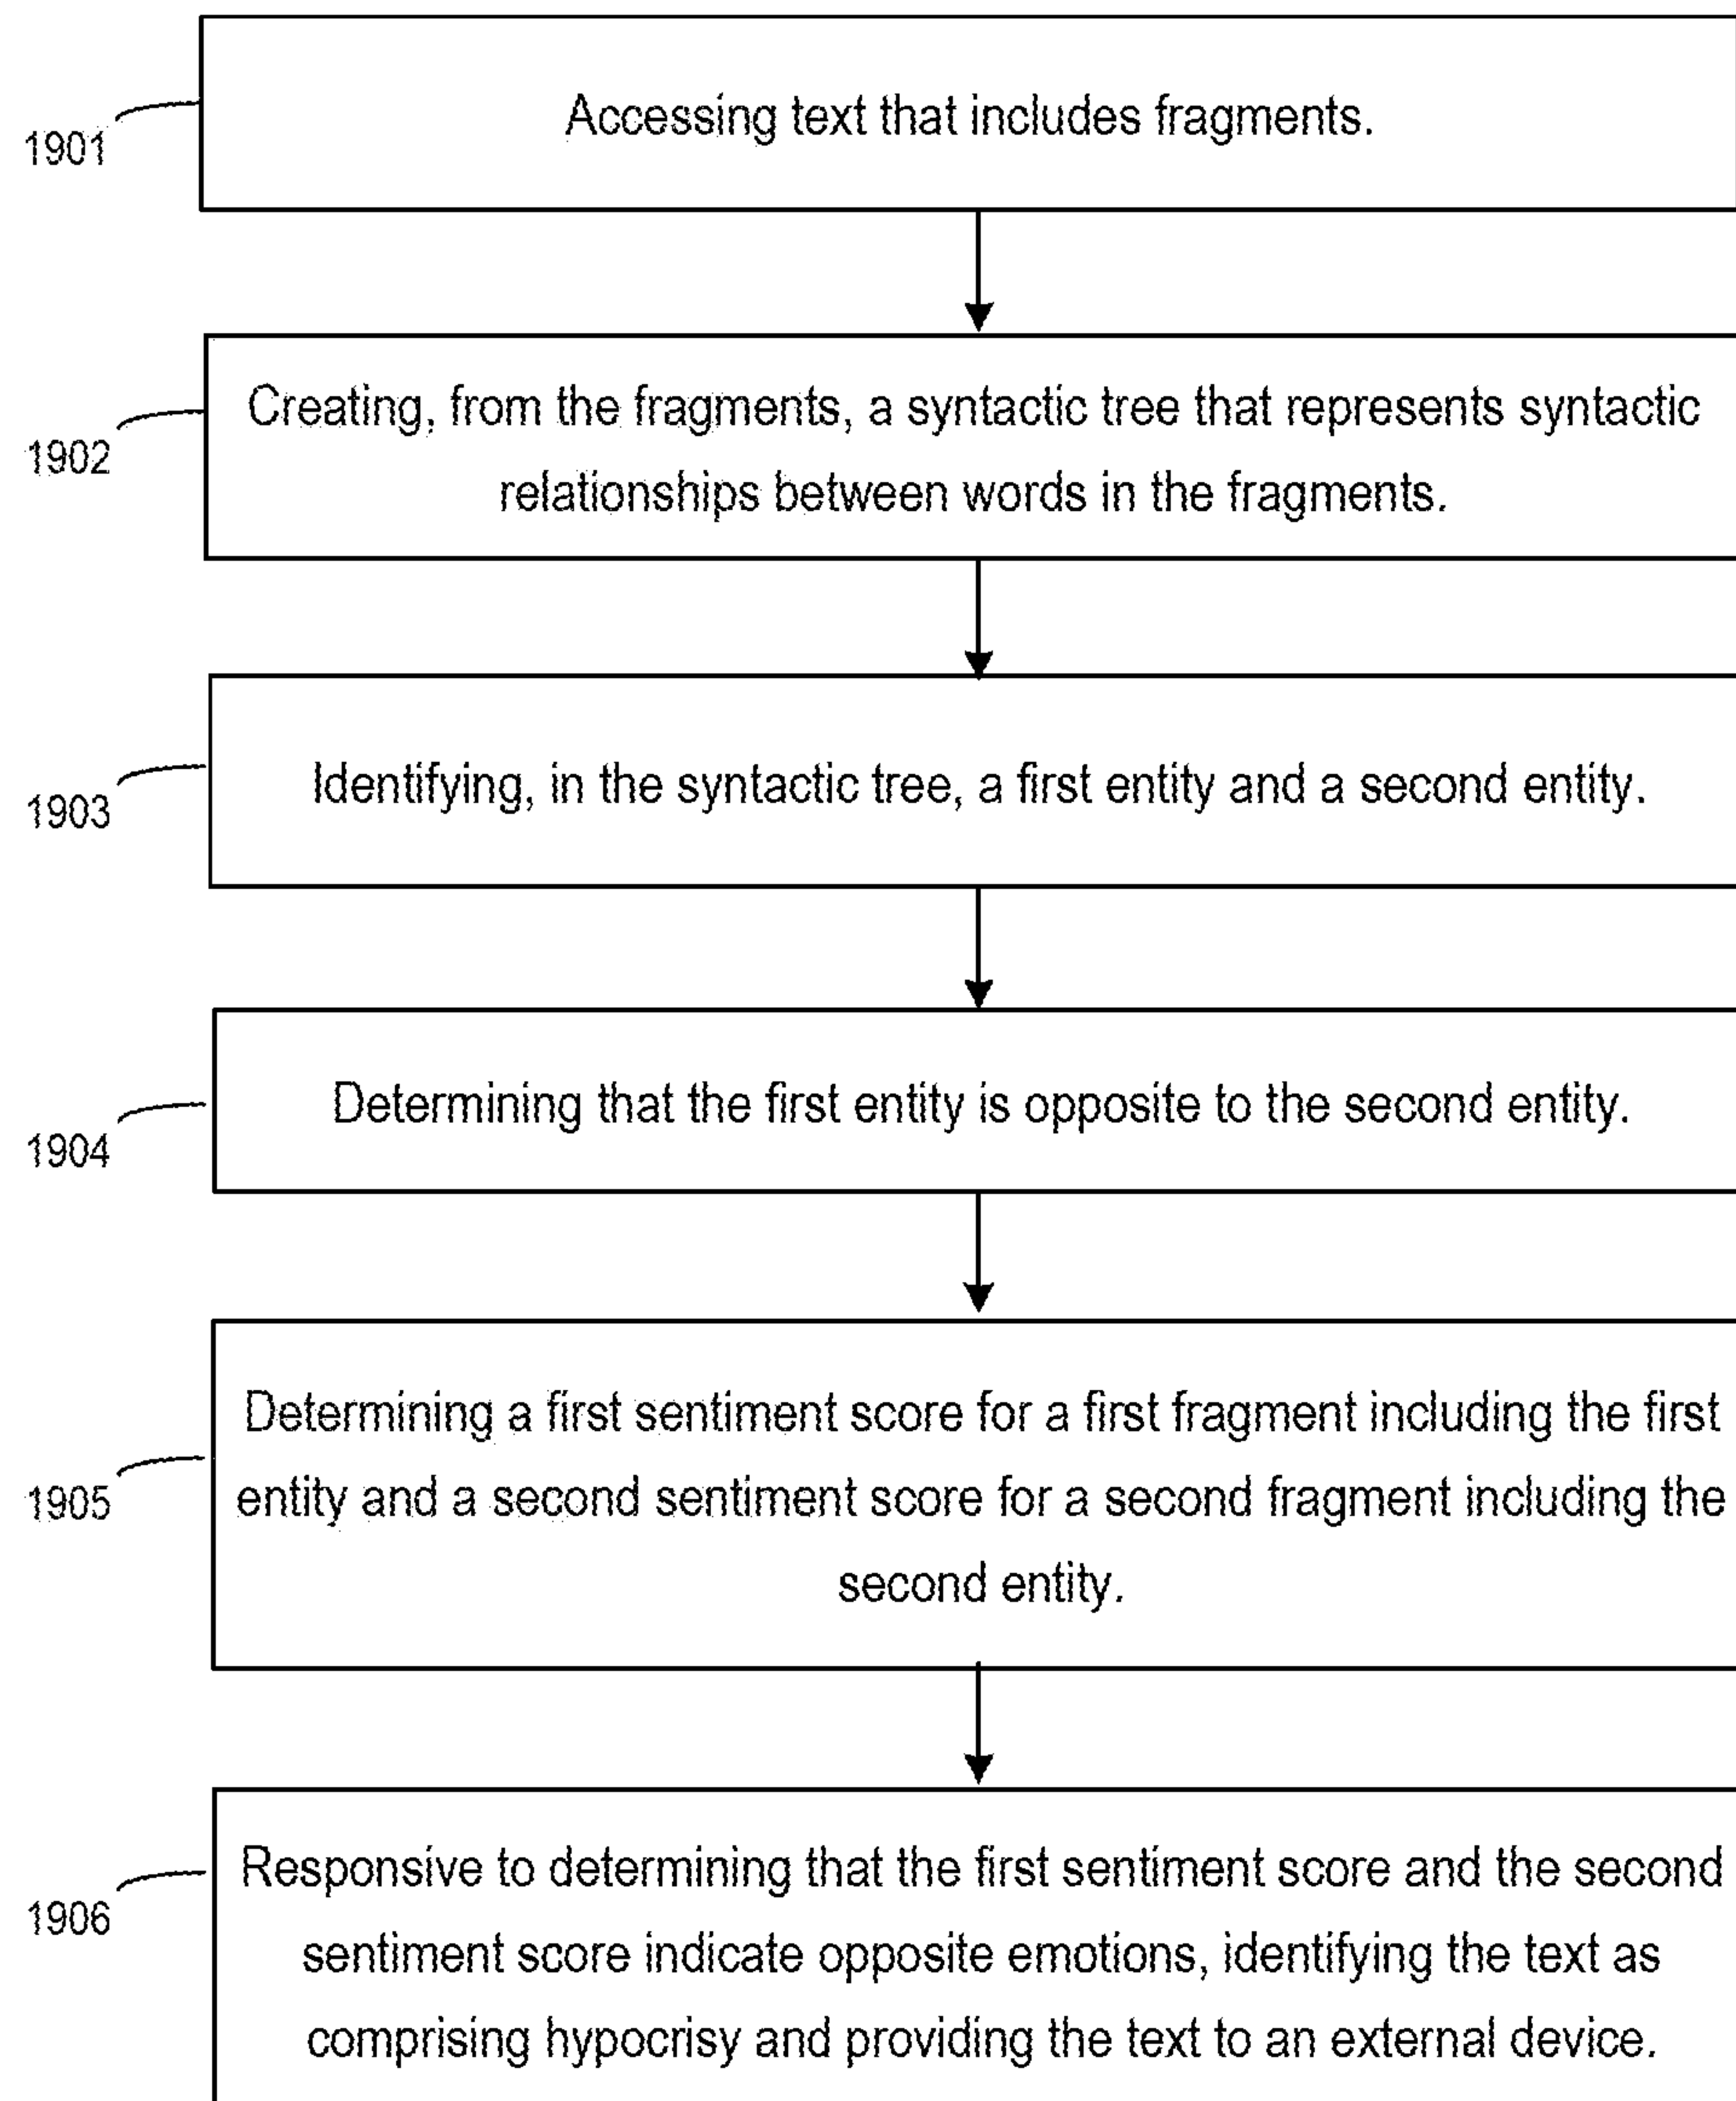 Accessing text that includes fragments.
1901
Creating, from the fragments, a syntactic tree that represents syntactic
relationships between words in the fragments.
1902
Identifying, in the syntactic tree, a first entity and a second entity.
1903
Determining that the first entity is opposite to the second entity.
1904
Determining a first sentiment score for a first fragment including the first
entity and a second sentiment score for a second fragment including the
second entity.
1905
Responsive to determining that the first sentiment score and the second
sentiment score indicate opposite emotions, identifying the text as
comprising hypocrisy and providing the text to an external device.
1906